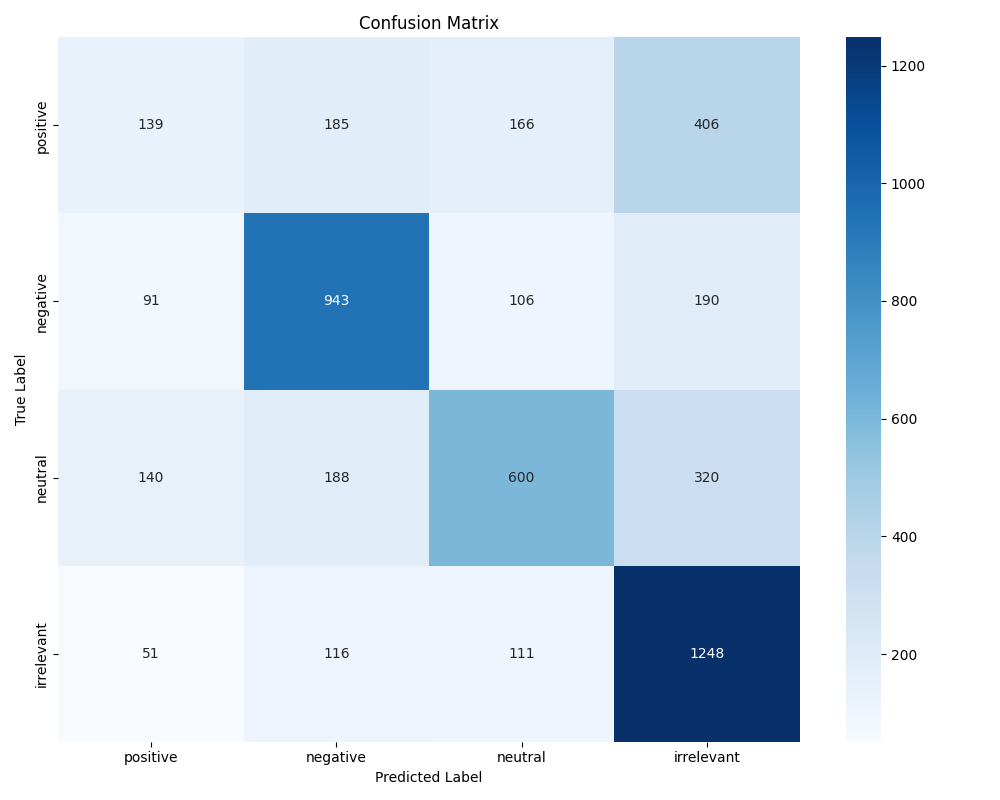 Confusion Matrix
positive 139 185 166 406
negative 91 943 106 190
neutral 140 188 600 320
irrelevant 51 116 111 1248
positive negative neutral irrelevant
Predicted Label
True Label
1200
1000
800
600
400
200